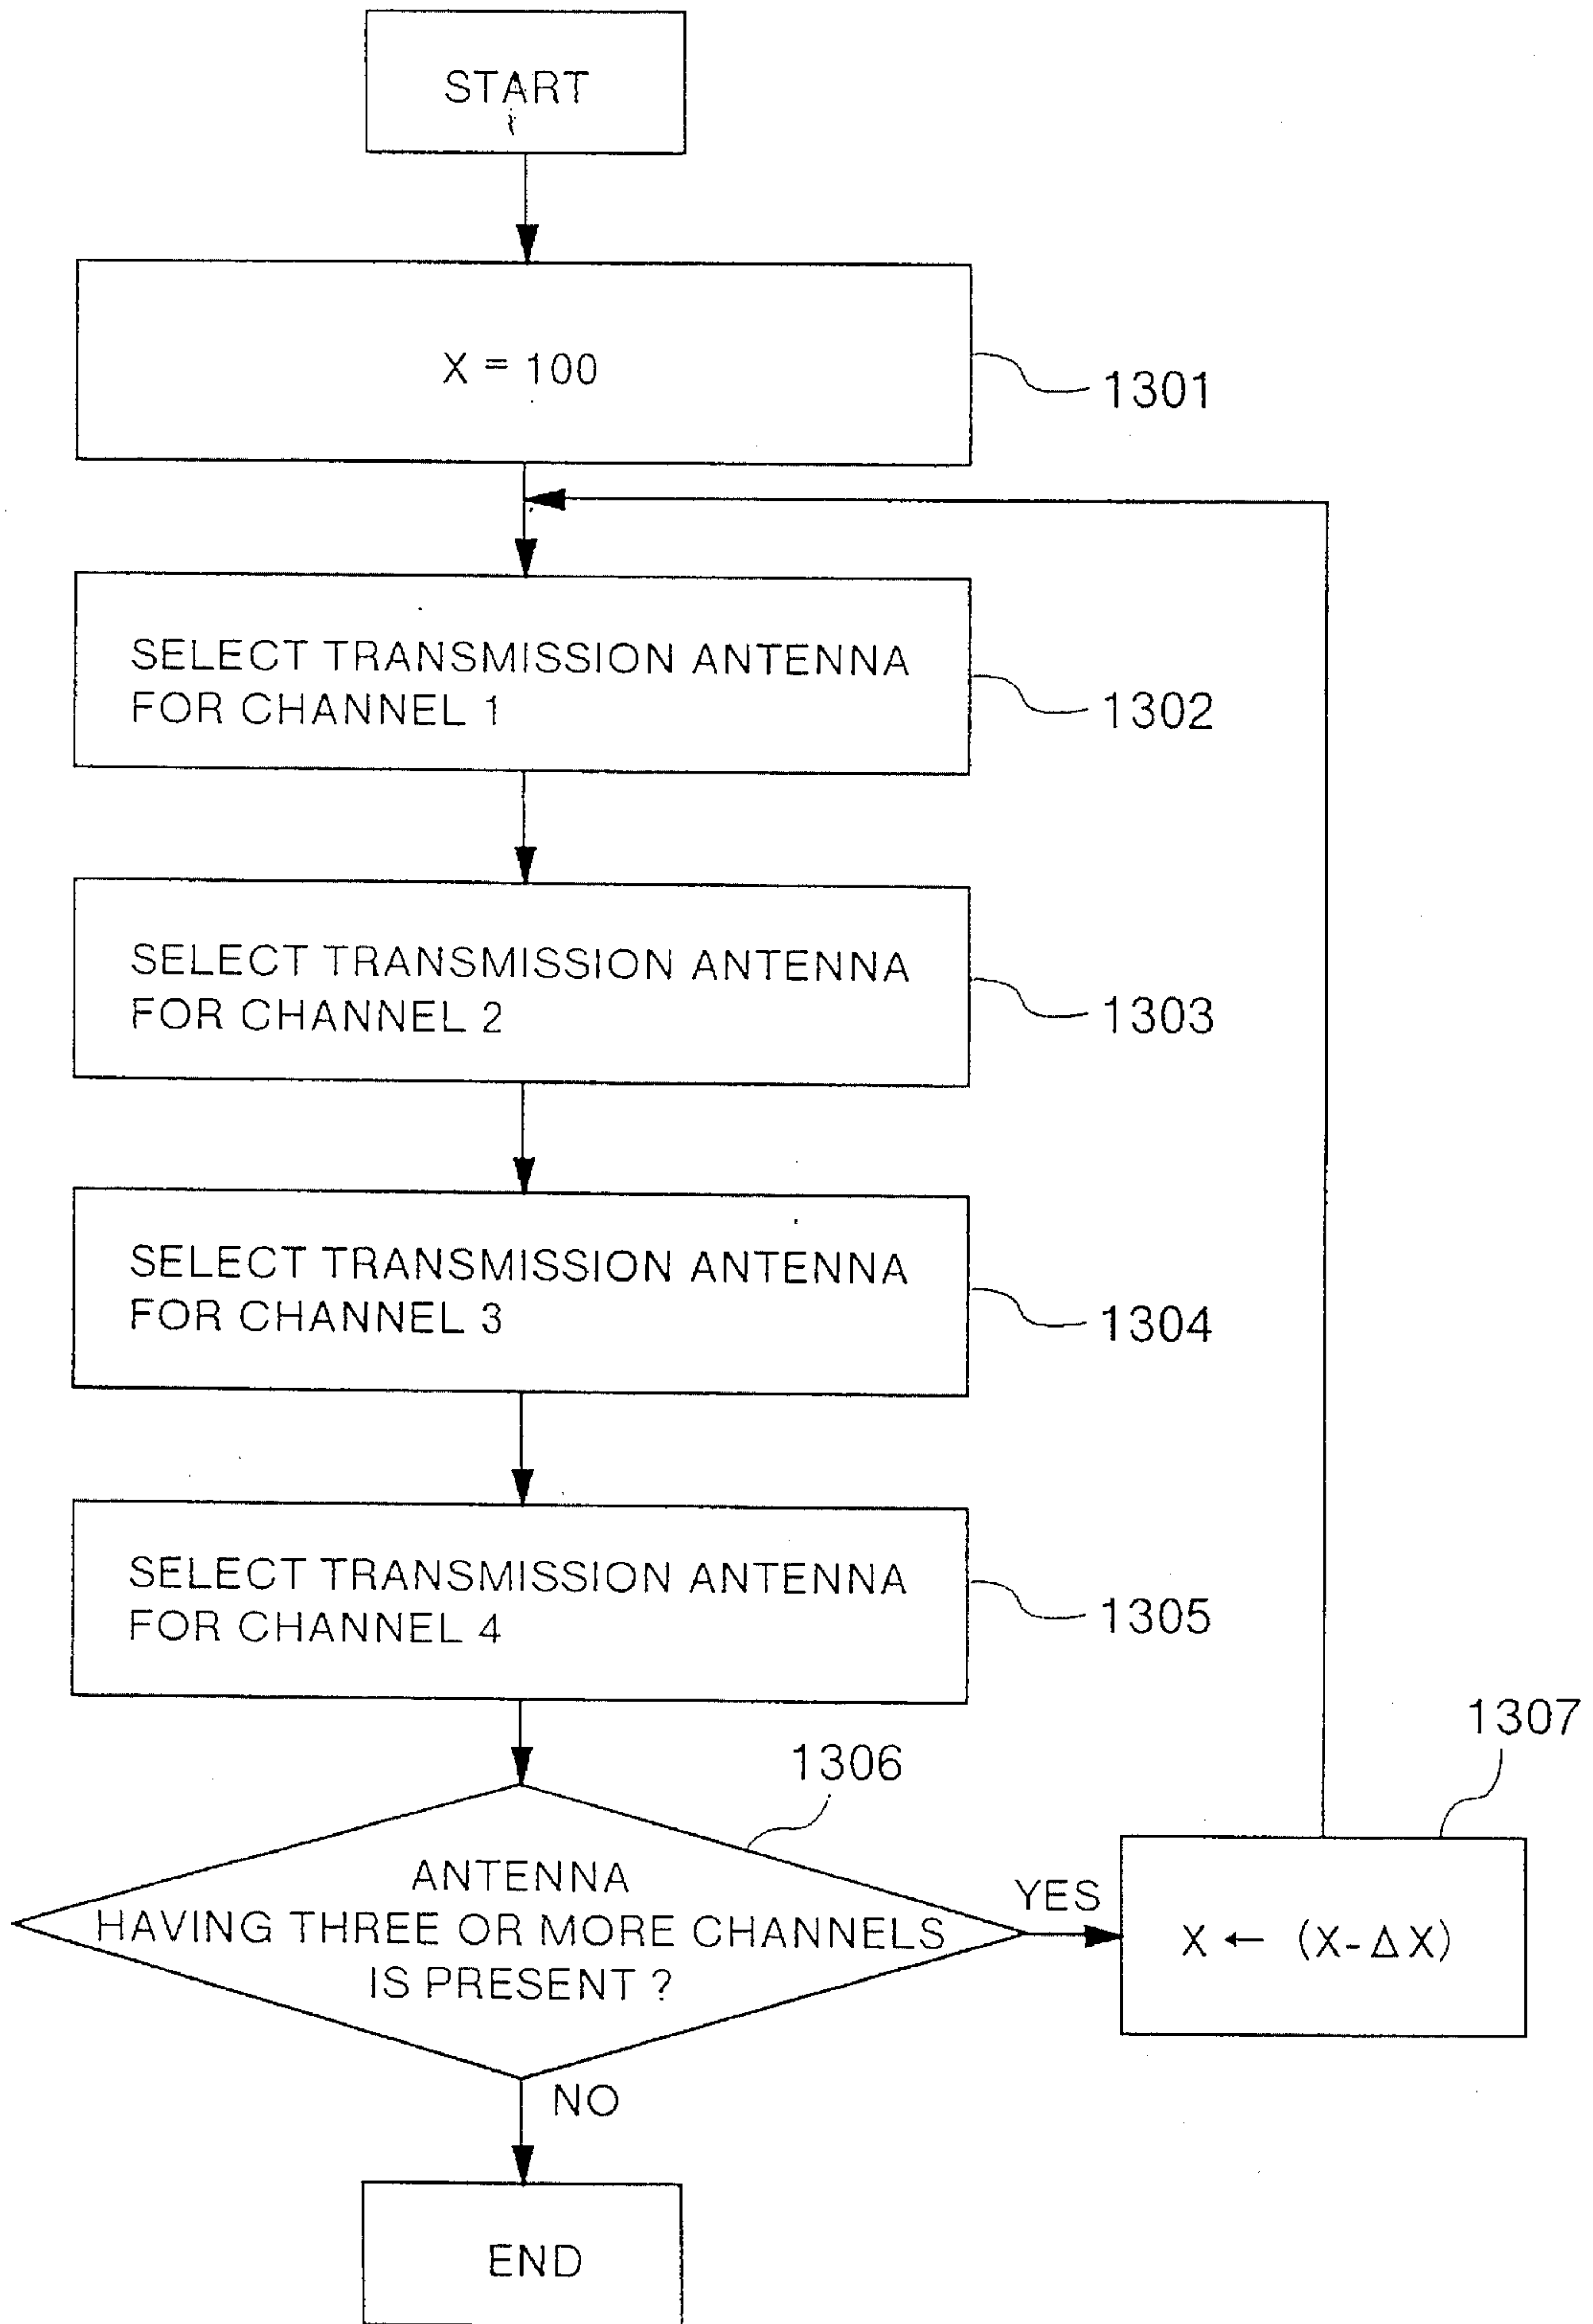 START
X = 100
1301
SELECT TRANSMISSION ANTENNA
FOR CHANNEL 1
1302
SELECT TRANSMISSION ANTENNA
FOR CHANNEL 2
1303
SELECT TRANSMISSION ANTENNA
FOR CHANNEL 3
1304
SELECT TRANSMISSION ANTENNA
FOR CHANNEL 4
1305
1306
ANTENNA
HAVING THREE OR MORE CHANNELS
IS PRESENT ?
YES
1307
X ← (X-ΔX)
NO
END